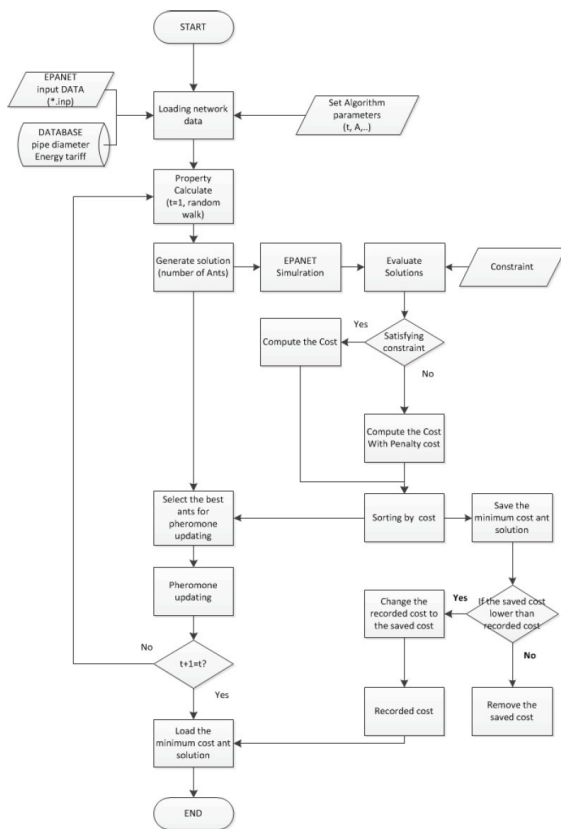 START
EPANET
input DATA
(*.inp)
Loading network
data
Set Algorithm
parameters
(t, A,..)
DATABASE
pipe diameter
Energy tariff
Property
Calculate
(t=1, random
walk)
Generate solution
(number of Ants)
EPANET
Simulration
Evaluate
Solutions
Constraint
Yes
Compute the Cost
Satisfying
constraint
No
Compute the Cost
With Penalty cost
Select the best
ants for
pheromone
updating
Sorting by cost
Save the
minimum cost ant
solution
Pheromone
updating
Change the
recorded cost to
the saved cost
Yes
If the saved cost
lower than
recorded cost
No
No
t+1=t?
Yes
Recorded cost
Remove the
saved cost
Load the
minimum cost ant
solution
END